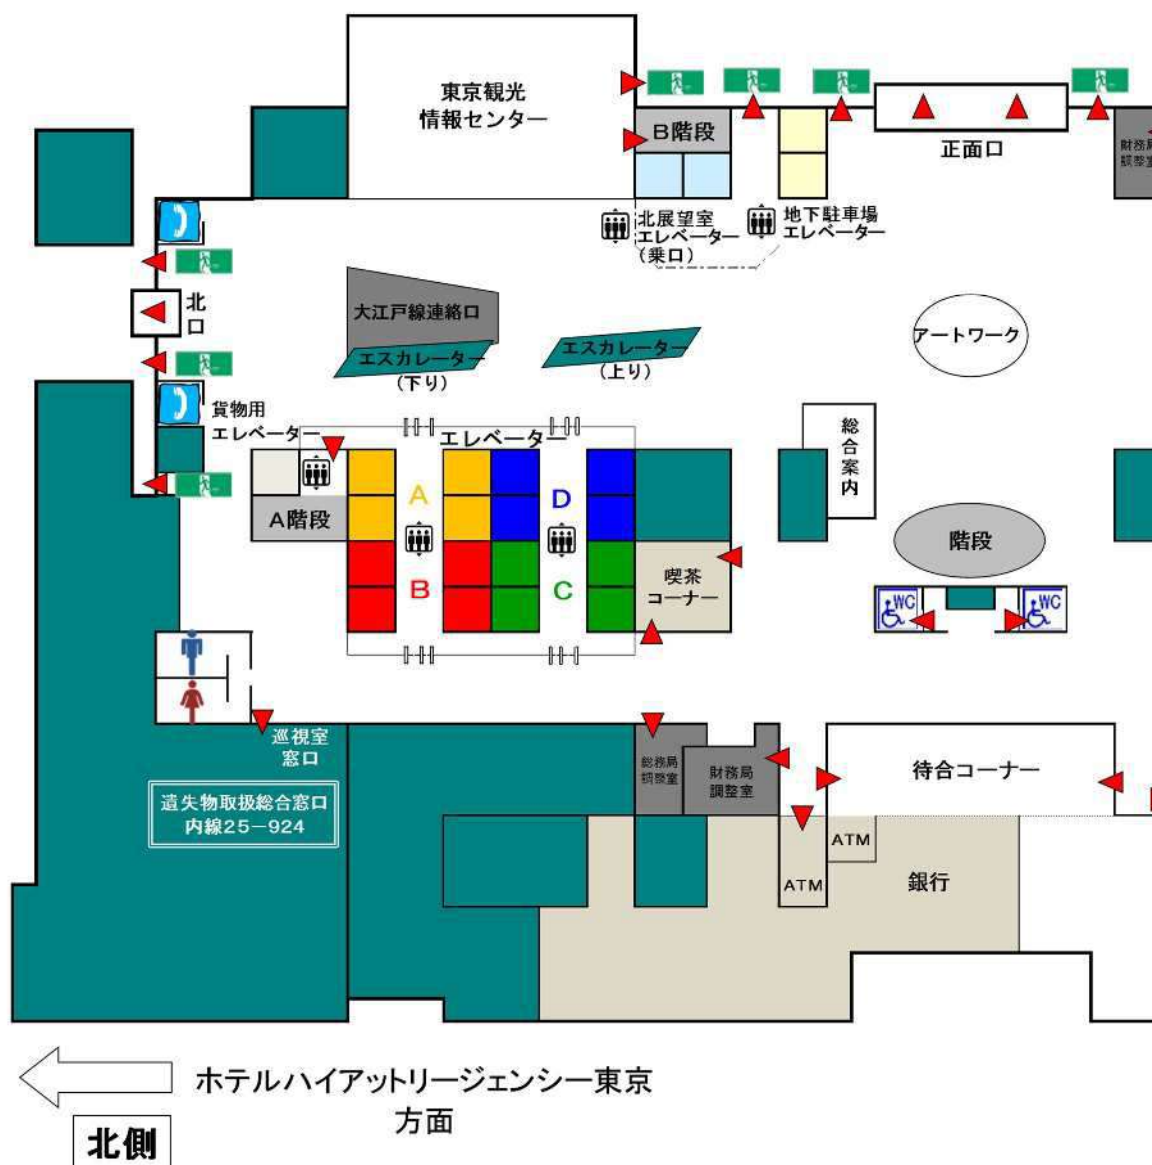 東京観光
情報センター
B階段
正面口
財務局
調整室
北展望室
エレベーター
(乗口)
地下駐車場
エレベーター
北口
大江戸線連絡口
エスカレーター
(下り)
エスカレーター
(上り)
アートワーク
貨物用
エレベーター
エレベーター
総合案内
A
D
A階段
B
C
喫茶
コーナー
階段
WC
WC
巡視室
窓口
総務局
調整室
財務局
調整室
待合コーナー
遺失物取扱総合窓口
内線25-924
ATM
ATM
銀行
ホテルハイアットリージェンシー東京
方面
北側